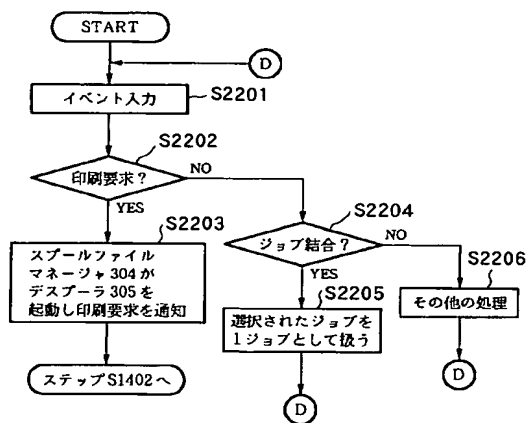 START
D
イベント入力
S2201
S2202
印刷要求?
NO
YES
S2203
スプールファイル
マネージャ304が
デスプーラ305を
起動し印刷要求を通知
ステップS1402へ
S2204
ジョブ結合?
NO
YES
S2205
選択されたジョブを
1ジョブとして扱う
D
S2206
その他の処理
D